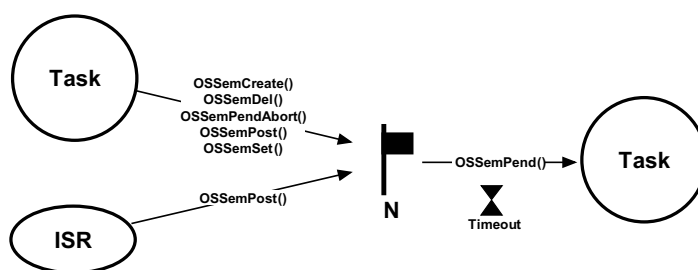 Task
OSSemCreate()
OSSemDel()
OSSemPendAbort()
OSSemPost()
OSSemSet()
OSSemPend()
Task
OSSemPost()
N
Timeout
ISR